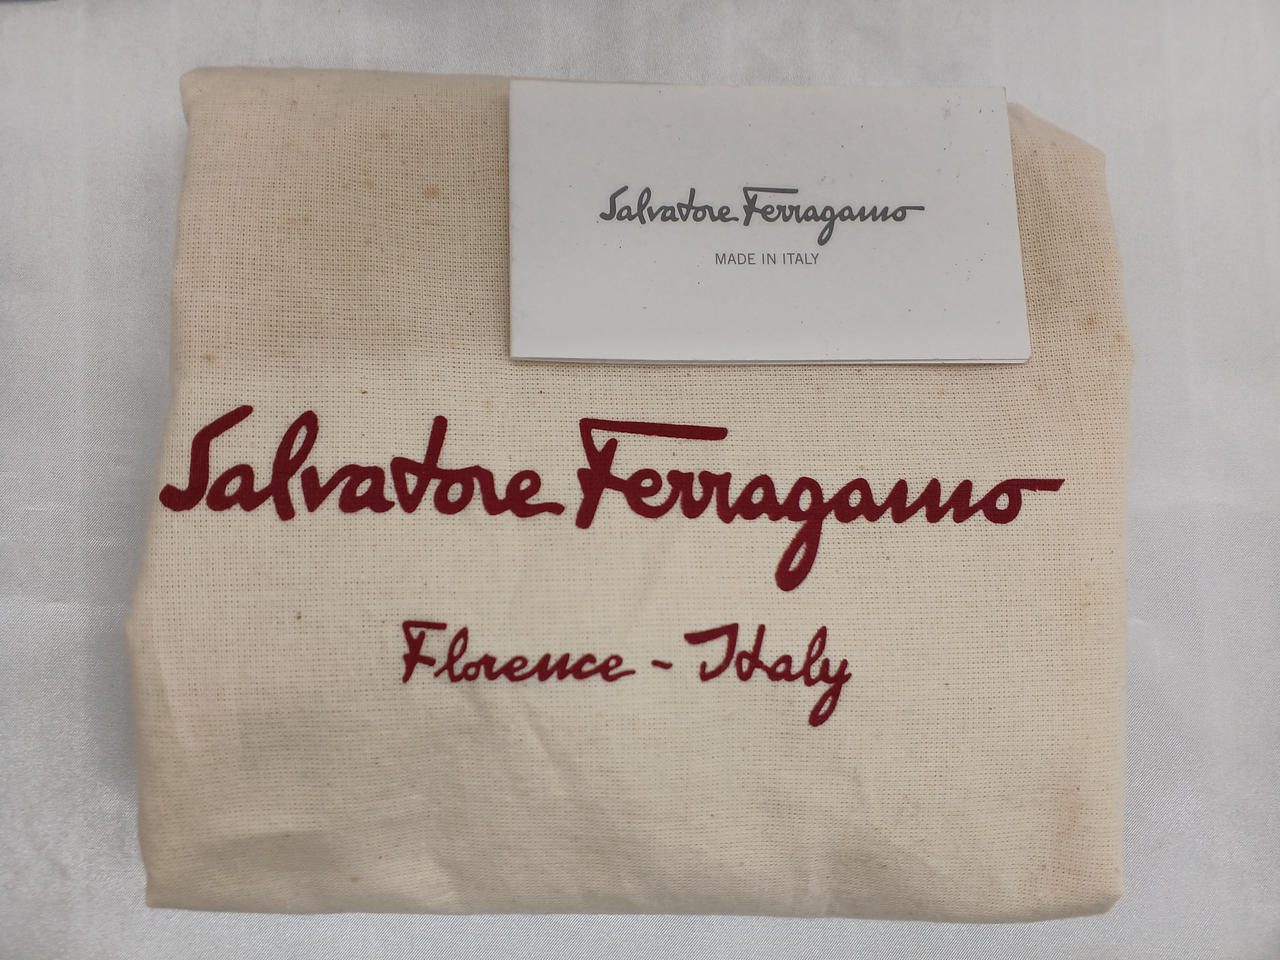 Salvatore Ferragamo
MADE IN ITALY
Salvatore Ferragamo
Florence - Italy